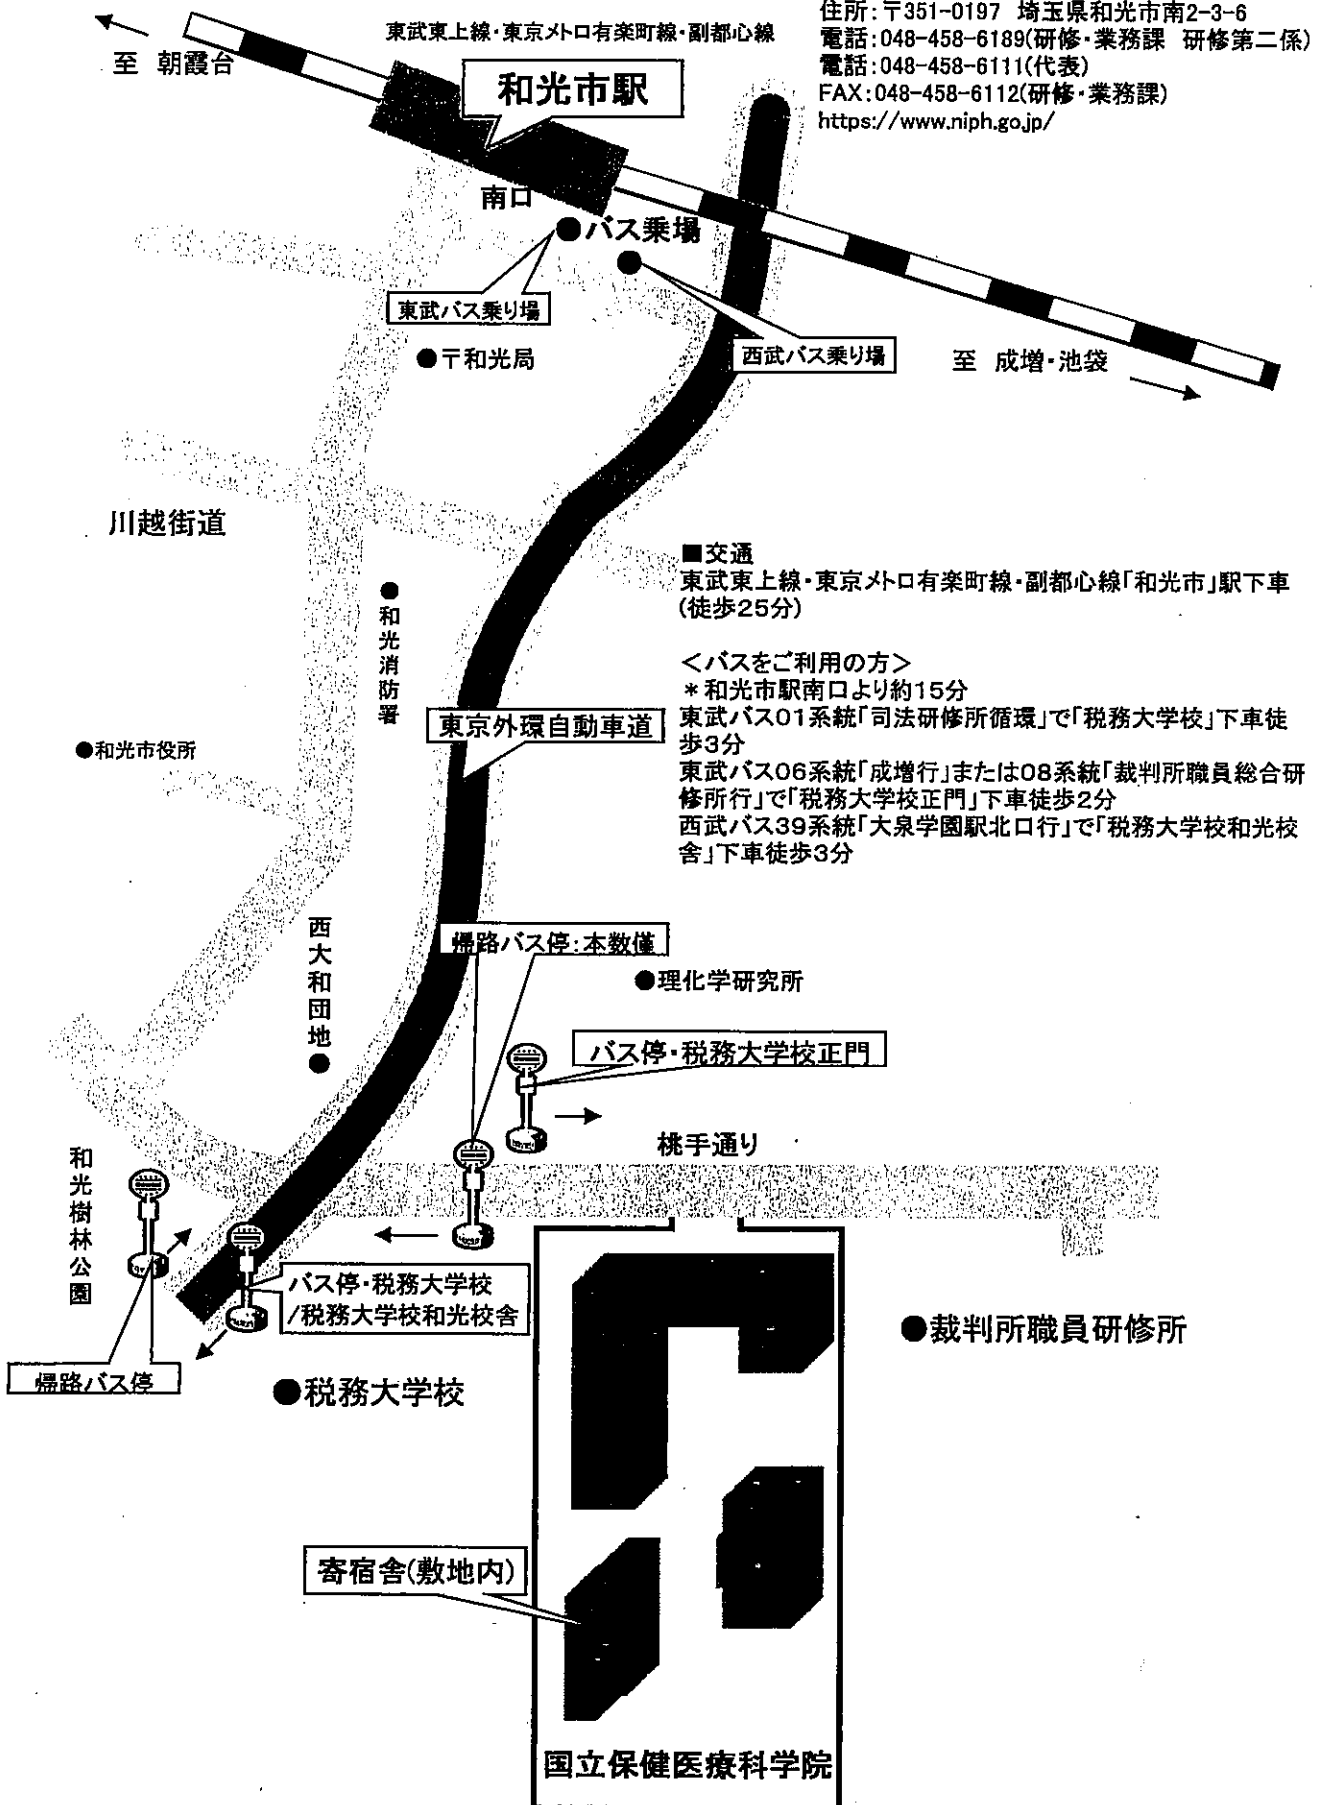 住所:〒351-0197 埼玉県和光市南2-3-6
電話:048-458-6189(研修・業務課 研修第二係)
電話:048-458-6111(代表)
FAX:048-458-6112(研修・業務課)
https://www.niph.go.jp/
東武東上線・東京メトロ有楽町線・副都心線
至 朝霞台
和光市駅
南口
●バス乗場
東武バス乗り場
西武バス乗り場
●〒和光局
至 成増・池袋
川越街道
■交通
東武東上線・東京メトロ有楽町線・副都心線「和光市」駅下車
(徒歩25分)
<バスをご利用の方>
*和光市駅南口より約15分
東武バス01系統「司法研修所循環」で「税務大学校」下車徒
歩3分
東武バス06系統「成増行」または08系統「裁判所職員総合研
修所行」で「税務大学校正門」下車徒歩2分
西武バス39系統「大泉学園駅北口行」で「税務大学校和光校
舎」下車徒歩3分
●和光消防署
東京外環自動車道
●和光市役所
西大和団地●
帰路バス停:本数僅
●理化学研究所
バス停・税務大学校正門
桃手通り
和光樹林公園
バス停・税務大学校
/税務大学校和光校舎
帰路バス停
●税務大学校
●裁判所職員研修所
寄宿舎(敷地内)
国立保健医療科学院